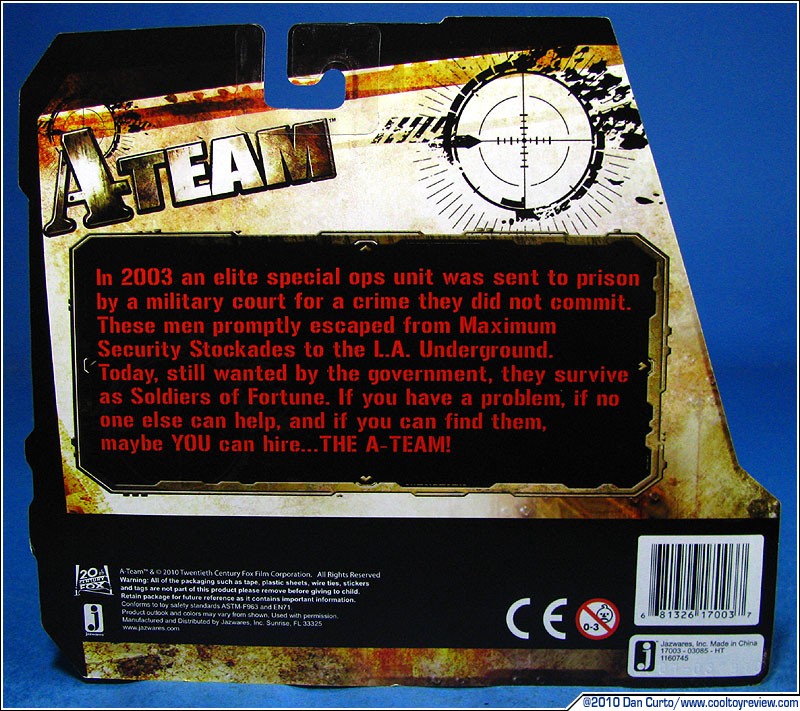 A-TEAM™
In 2003 an elite special ops unit was sent to prison
by a military court for a crime they did not commit.
These men promptly escaped from Maximum
Security Stockades to the L.A. Underground.
Today, still wanted by the government, they survive
as Soldiers of Fortune. If you have a problem, if no
one else can help, and if you can find them,
maybe YOU can hire...THE A-TEAM!
20th
CENTURY
FOX
A-Team™ & © 2010 Twentieth Century Fox Film Corporation. All Rights Reserved
Warning: All of the packaging such as tape, plastic sheets, wire ties, stickers
and tags are not part of this product please remove before giving to child.
Retain package for future reference as it contains important information.
Conforms to toy safety standards ASTM-F963 and EN71.
Product outlook and colors may vary from shown. Used with permission.
Manufactured and Distributed by Jazwares, Inc. Sunrise, FL 33325
www.jazwares.com
j
jazwares
CE
0-3
6 81326 17003 7
j
Jazwares, Inc. Made in China
17003 - 03085 - HT
1160745
©2010 Dan Curto/www.cooltoyreview.com